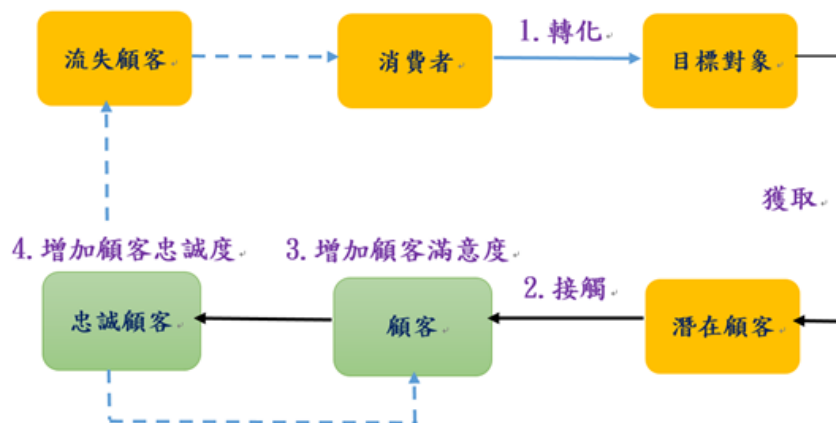 1.轉化
流失顧客
消費者
目標對象
獲取
4.增加顧客忠誠度
3.增加顧客滿意度
2.接觸
忠誠顧客
顧客
潛在顧客